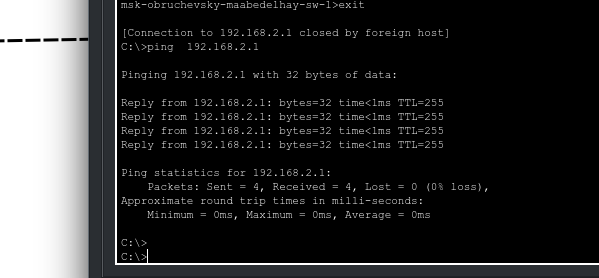 msk-obruchevsky-maabedelhay-sw-1>exit
[Connection to 192.168.2.1 closed by foreign host]
C:\>ping  192.168.2.1
Pinging 192.168.2.1 with 32 bytes of data:
Reply from 192.168.2.1: bytes=32 time<1ms TTL=255
Reply from 192.168.2.1: bytes=32 time<1ms TTL=255
Reply from 192.168.2.1: bytes=32 time<1ms TTL=255
Reply from 192.168.2.1: bytes=32 time<1ms TTL=255
Ping statistics for 192.168.2.1:
    Packets: Sent = 4, Received = 4, Lost = 0 (0% loss),
Approximate round trip times in milli-seconds:
    Minimum = 0ms, Maximum = 0ms, Average = 0ms
C:\>
C:\>